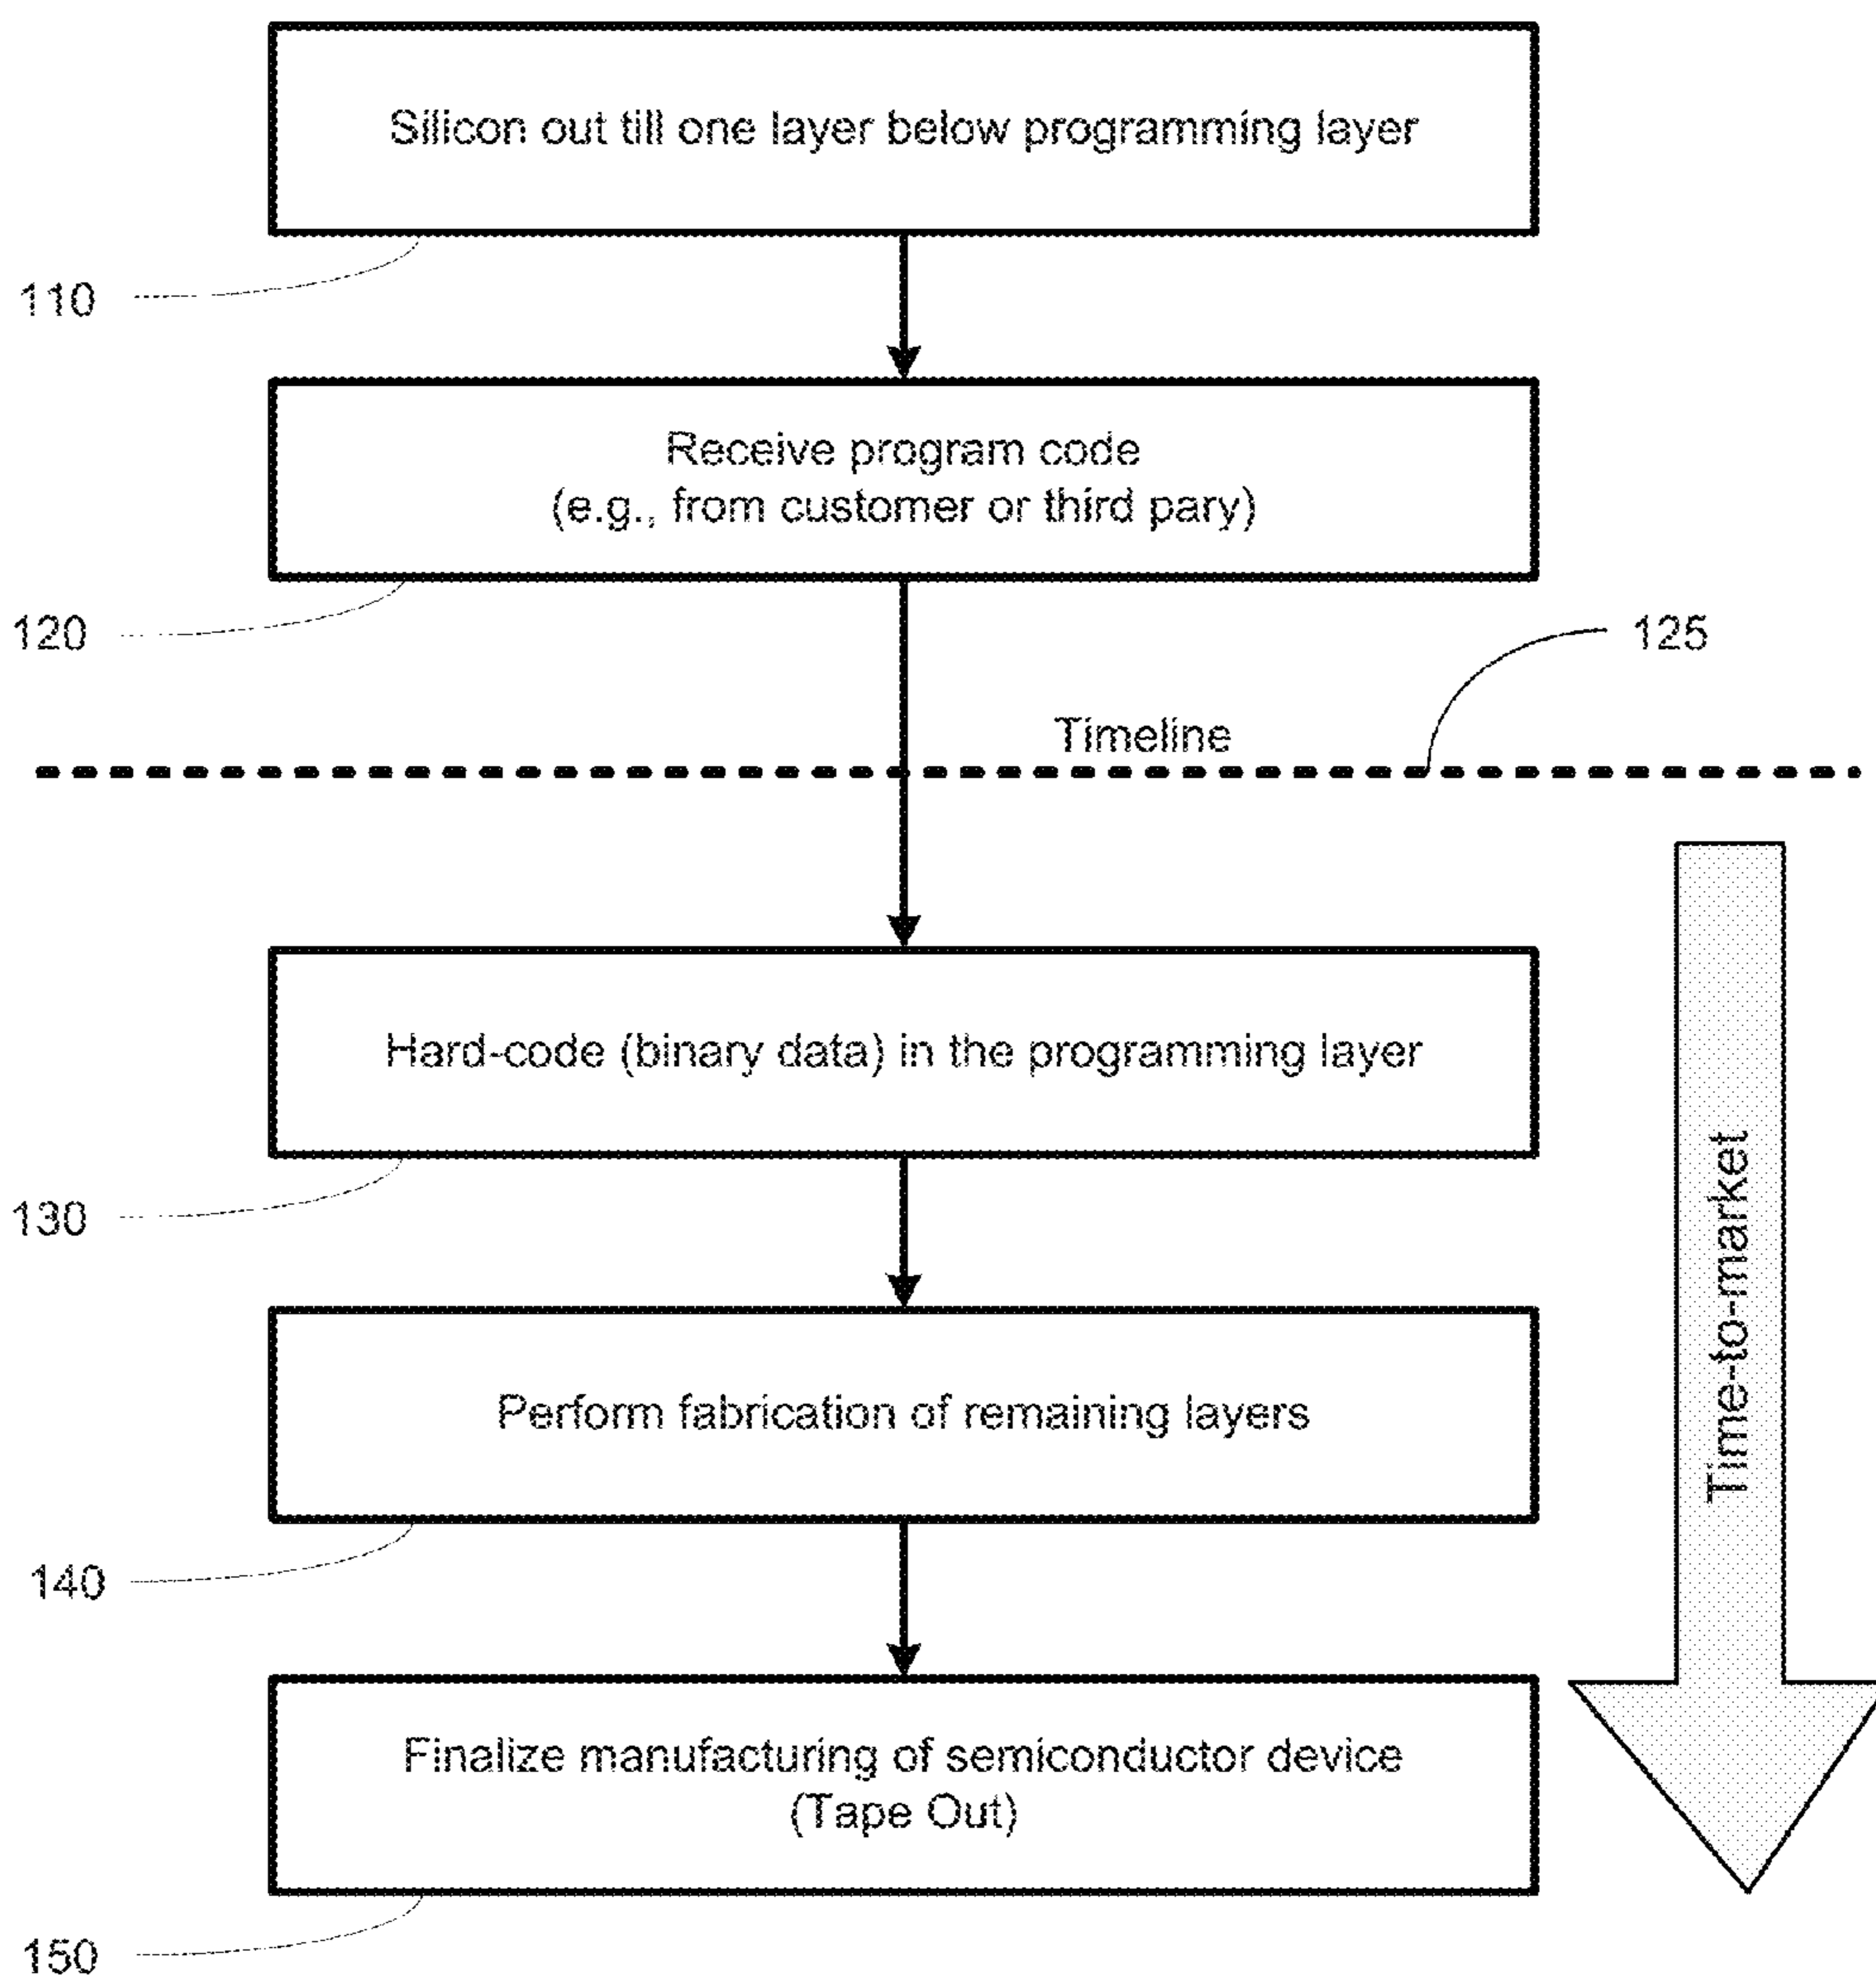 Silicon out till one layer below programming layer
110
Receive program code
(e.g., from customer or third pary)
120
125
Timeline
Hard-code (binary data) in the programming layer
130
Time-to-market
Perform fabrication of remaining layers
140
Finalize manufacturing of semiconductor device
(Tape Out)
150